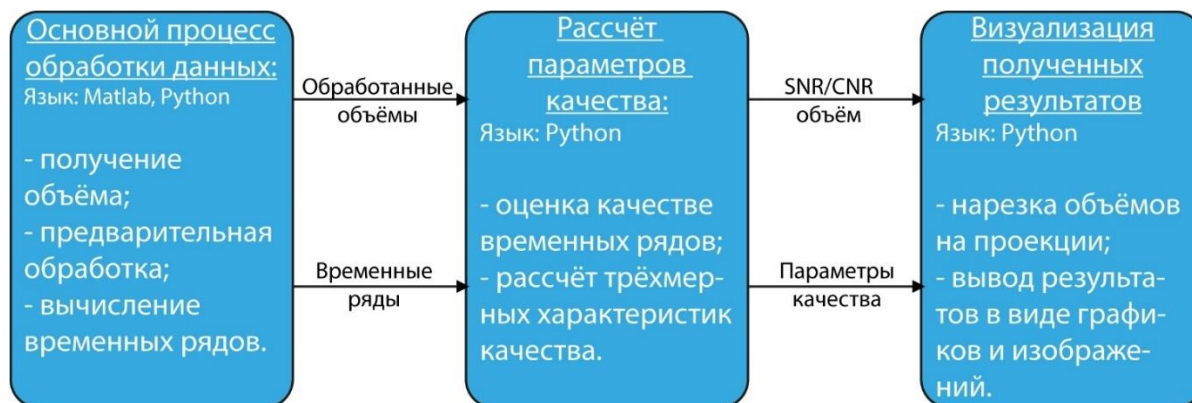 Основной процесс
обработки данных:
Язык: Matlab, Python
- получение
объёма;
- предварительная
обработка;
- вычисление
временных рядов.
Обработанные
объёмы
Временные
ряды
Рассчёт
параметров
качества:
Язык: Python
- оценка качестве
временных рядов;
- рассчёт трёхмер-
ных характеристик
качества.
SNR/CNR
объём
Параметры
качества
Визуализация
полученных
результатов
Язык: Python
- нарезка объёмов
на проекции;
- вывод результа-
тов в виде графи-
ков и изображе-
ний.